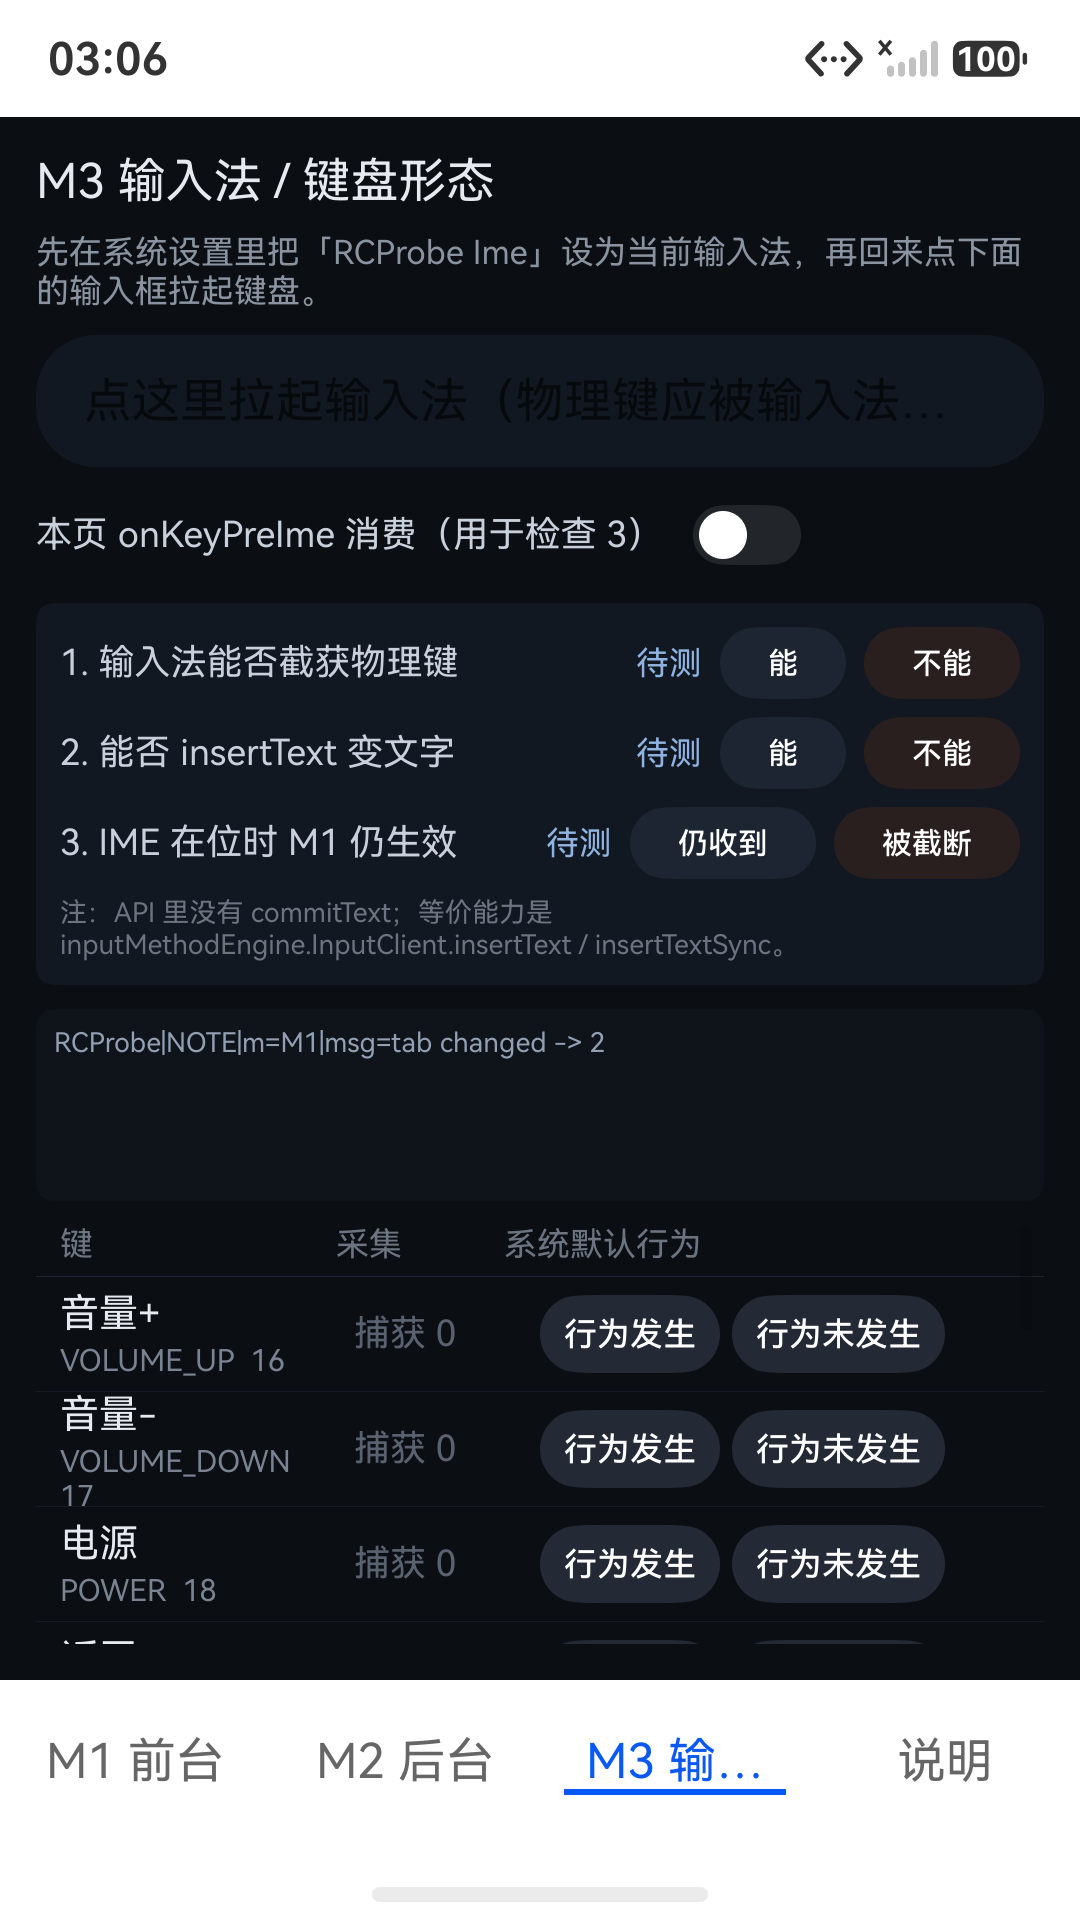 03:06
100
M3 输入法 / 键盘形态
先在系统设置里把「RCProbe Ime」设为当前输入法，再回来点下面
的输入框拉起键盘。
点这里拉起输入法（物理键应被输入法...
本页 onKeyPreIme 消费（用于检查 3）
1. 输入法能否截获物理键 待测 能 不能
2. 能否 insertText 变文字 待测 能 不能
3. IME 在位时 M1 仍生效 待测 仍收到 被截断
注：API 里没有 commitText；等价能力是
inputMethodEngine.InputClient.insertText / insertTextSync。
RCProbe|NOTE|m=M1|msg=tab changed -> 2
键 采集 系统默认行为
音量+
VOLUME_UP 16 捕获 0 行为发生 行为未发生
音量-
VOLUME_DOWN
17 捕获 0 行为发生 行为未发生
电源
POWER 18 捕获 0 行为发生 行为未发生
M1 前台 M2 后台 M3 输... 说明